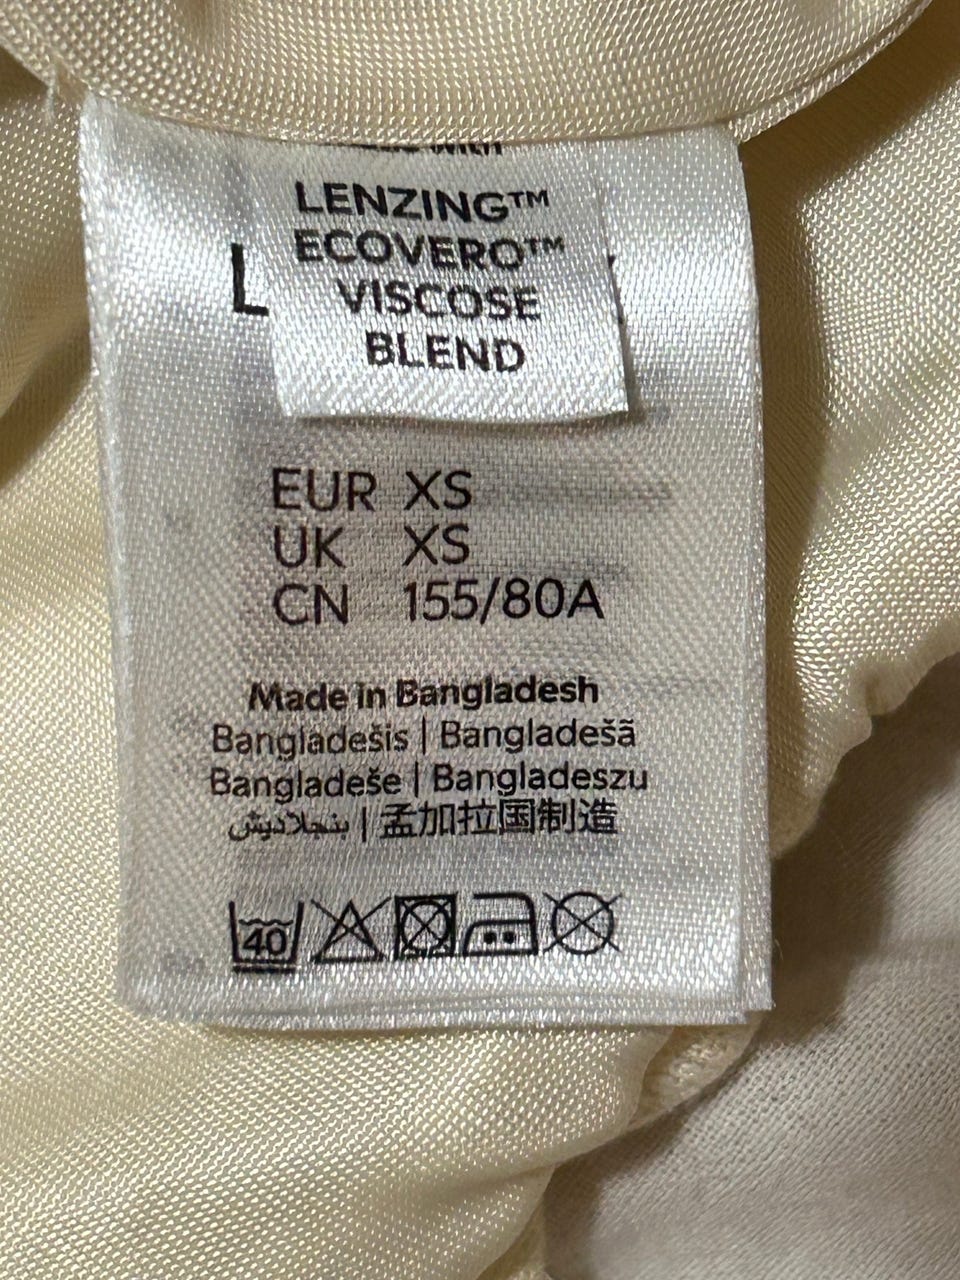 with
LENZING™
ECOVERO™
VISCOSE
BLEND
L
EUR XS
UK XS
CN 155/80A
Made in Bangladesh
Bangladešis | Bangladešā
Bangladeše | Bangladeszu
بنجلاديش | 孟加拉国制造
40